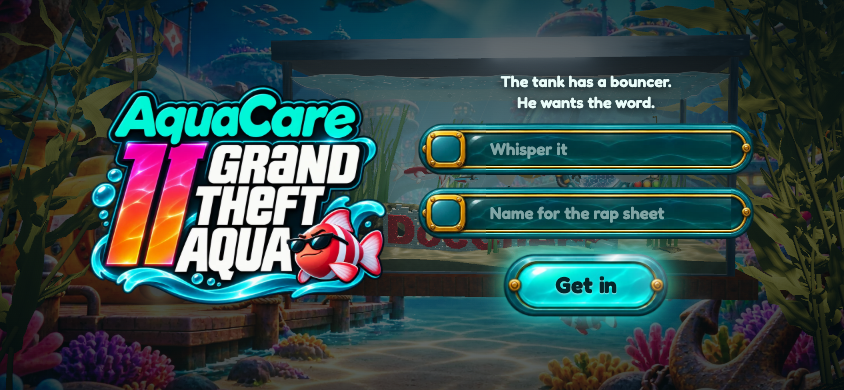 AquaCare
11
GRAND
THEFT
AQUA
The tank has a bouncer.
He wants the word.
Whisper it
Name for the rap sheet
Get in